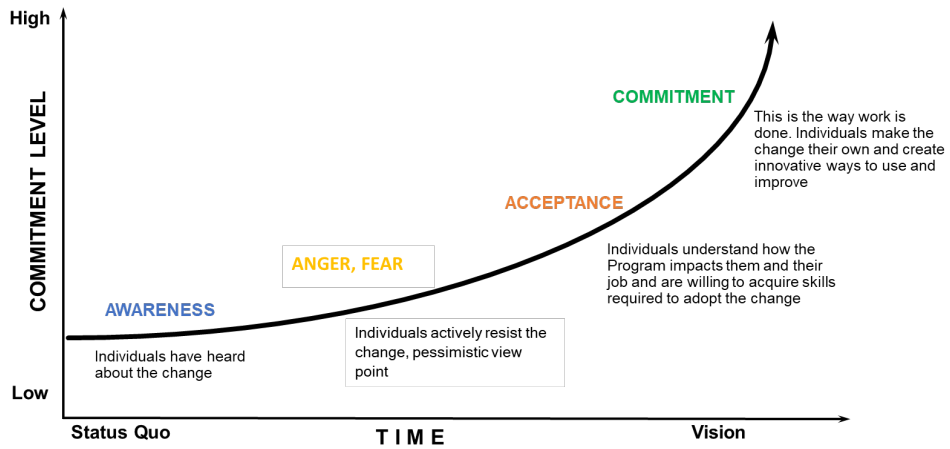 High
COMMITMENT LEVEL
Low
COMMITMENT
This is the way work is
done. Individuals make the
change their own and create
innovative ways to use and
improve
ACCEPTANCE
Individuals understand how the
Program impacts them and their
job and are willing to acquire skills
required to adopt the change
ANGER, FEAR
Individuals actively resist the
change, pessimistic view
point
AWARENESS
Individuals have heard
about the change
Status Quo
TIME
Vision